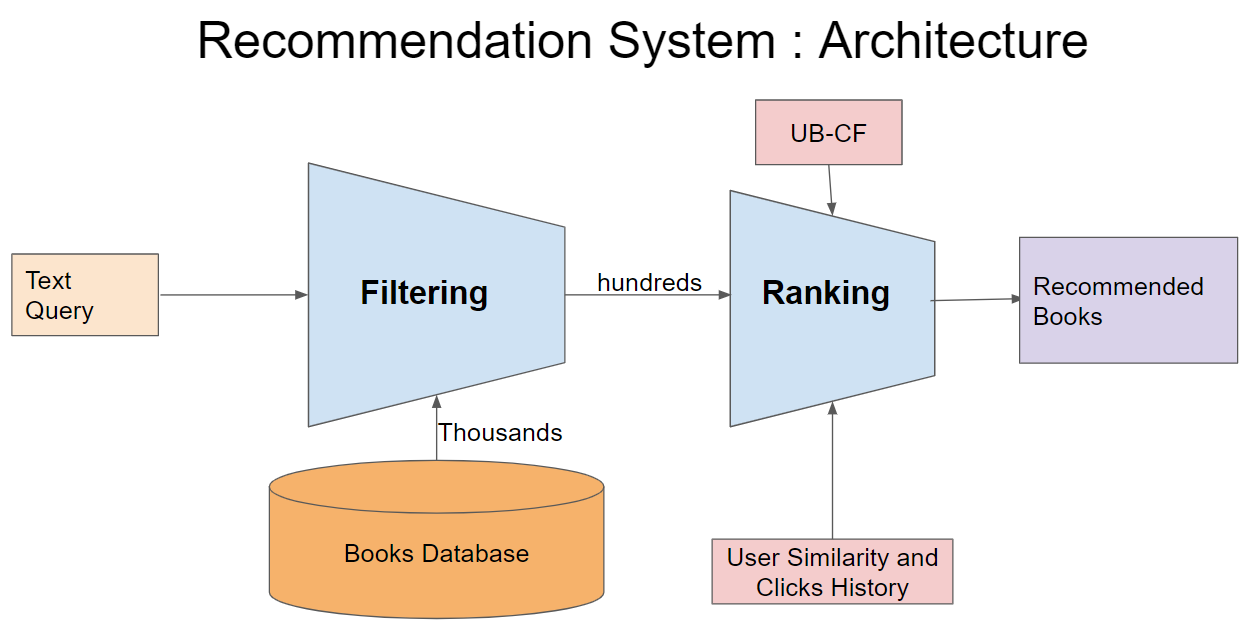 Recommendation System : Architecture
UB-CF
Text
Query
Filtering
hundreds
Ranking
Recommended
Books
Thousands
Books Database
User Similarity and
Clicks History